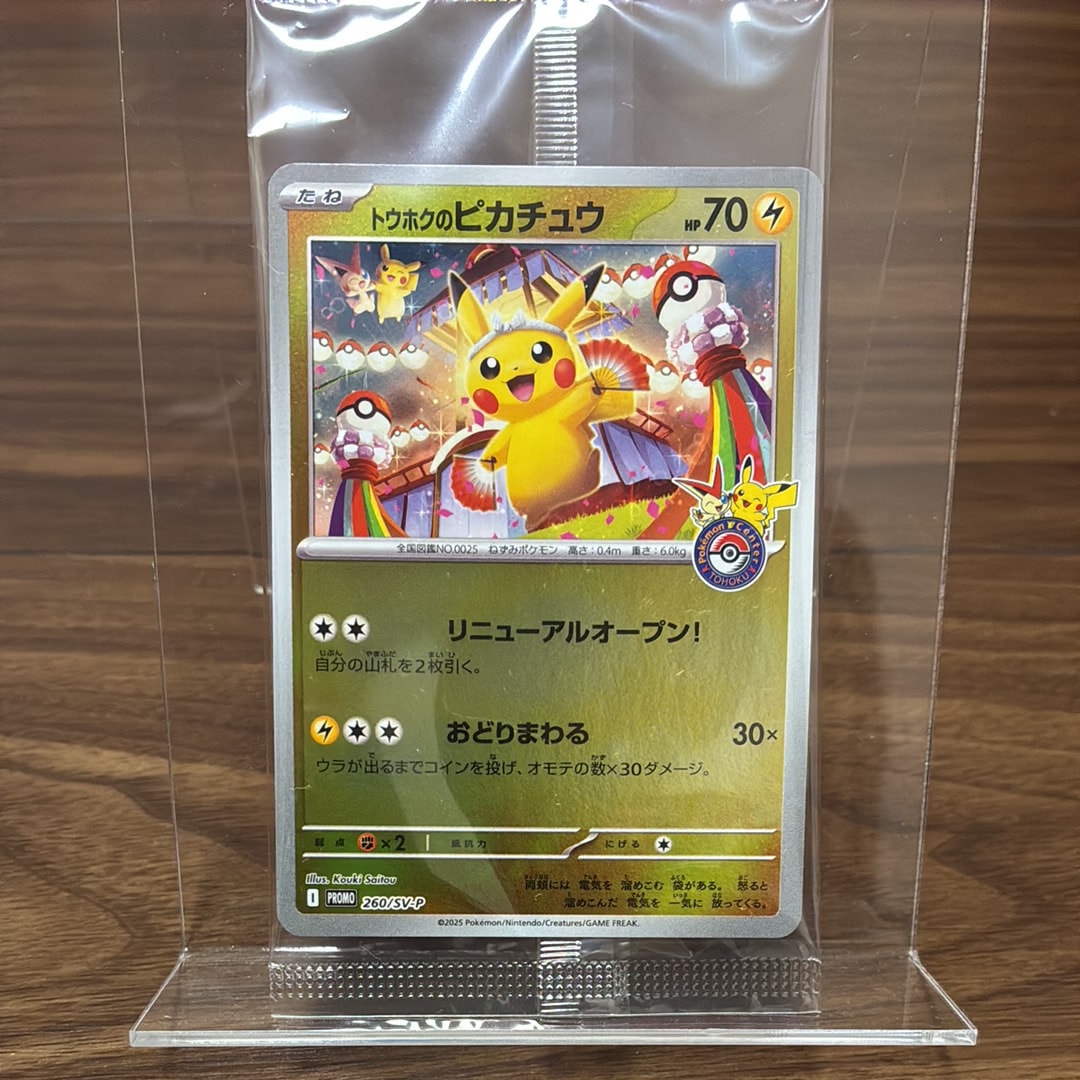 たね
トウホクのピカチュウ
HP 70
全国図鑑NO.0025 ねずみポケモン 高さ:0.4m 重さ:6.0kg
Pokémon Center
TOHOKU
リニューアルオープン!
自分の山札を2枚引く。
おどりまわる 30×
ウラが出るまでコインを投げ、オモテの数×30ダメージ。
弱点 ×2 抵抗力 にげる
Illus. Kouki Saitou
両頬には 電気を 溜めこむ 袋がある。 怒ると
溜めこんだ 電気を 一気に 放ってくる。
I PROMO 260/SV-P
©2025 Pokémon/Nintendo/Creatures/GAME FREAK.